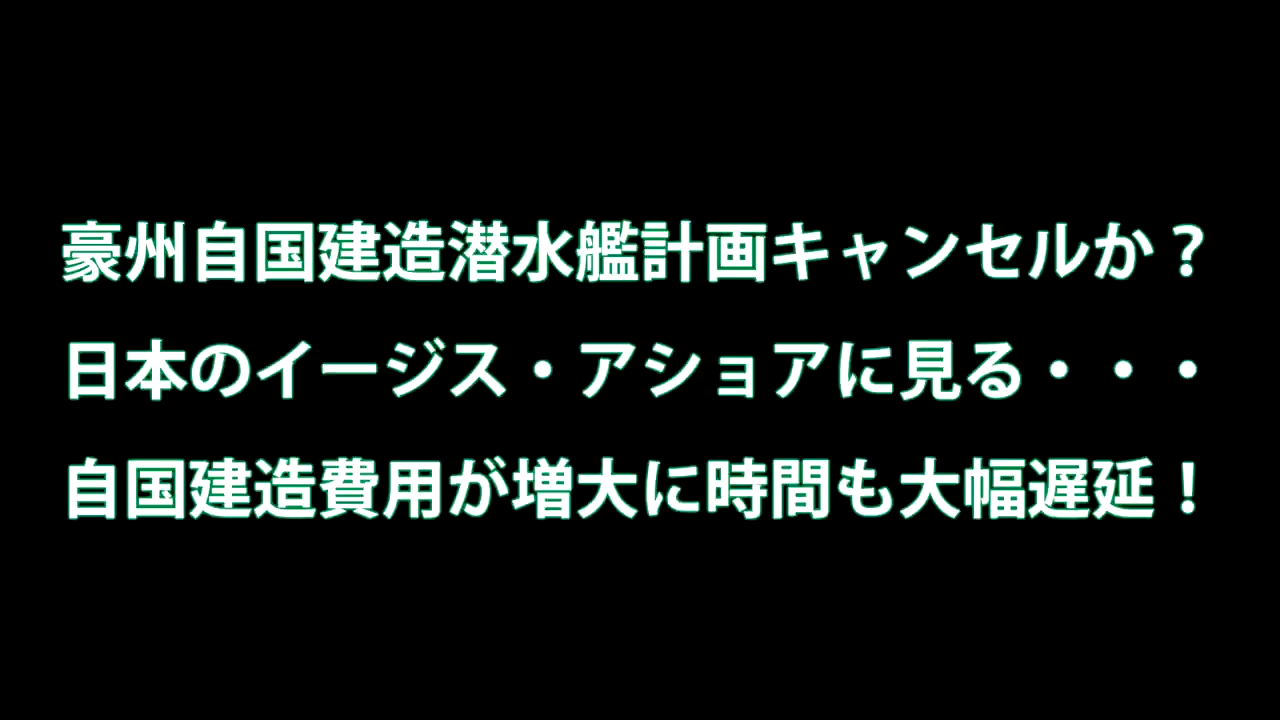 豪州自国建造潜水艦計画キャンセルか？
日本のイージス・アショアに見る・・・
自国建造費用が増大に時間も大幅遅延！